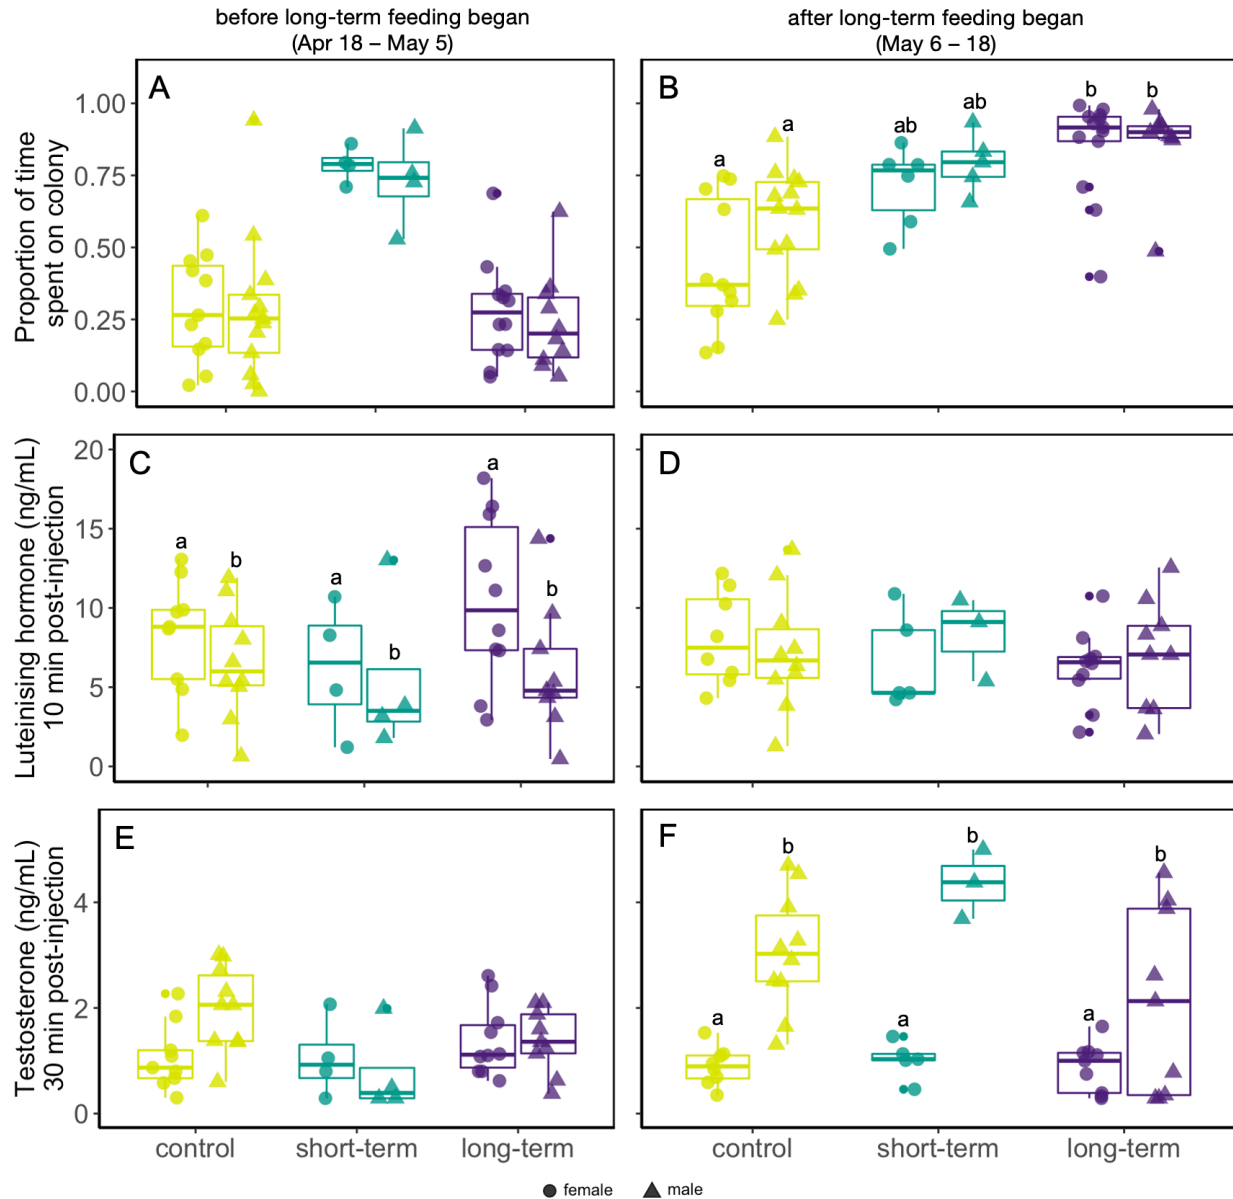 before long-term feeding began
(Apr 18 – May 5)
after long-term feeding began
(May 6 – 18)
Proportion of time
spent on colony
1.00
0.75
0.50
0.25
0.00
A
B
a
a
ab
ab
b
b
Luteinising hormone (ng/mL)
10 min post-injection
20
15
10
5
0
C
a
b
a
b
a
b
D
Testosterone (ng/mL)
30 min post-injection
4
2
0
E
F
a
b
a
b
a
b
control
short-term
long-term
control
short-term
long-term
female
male